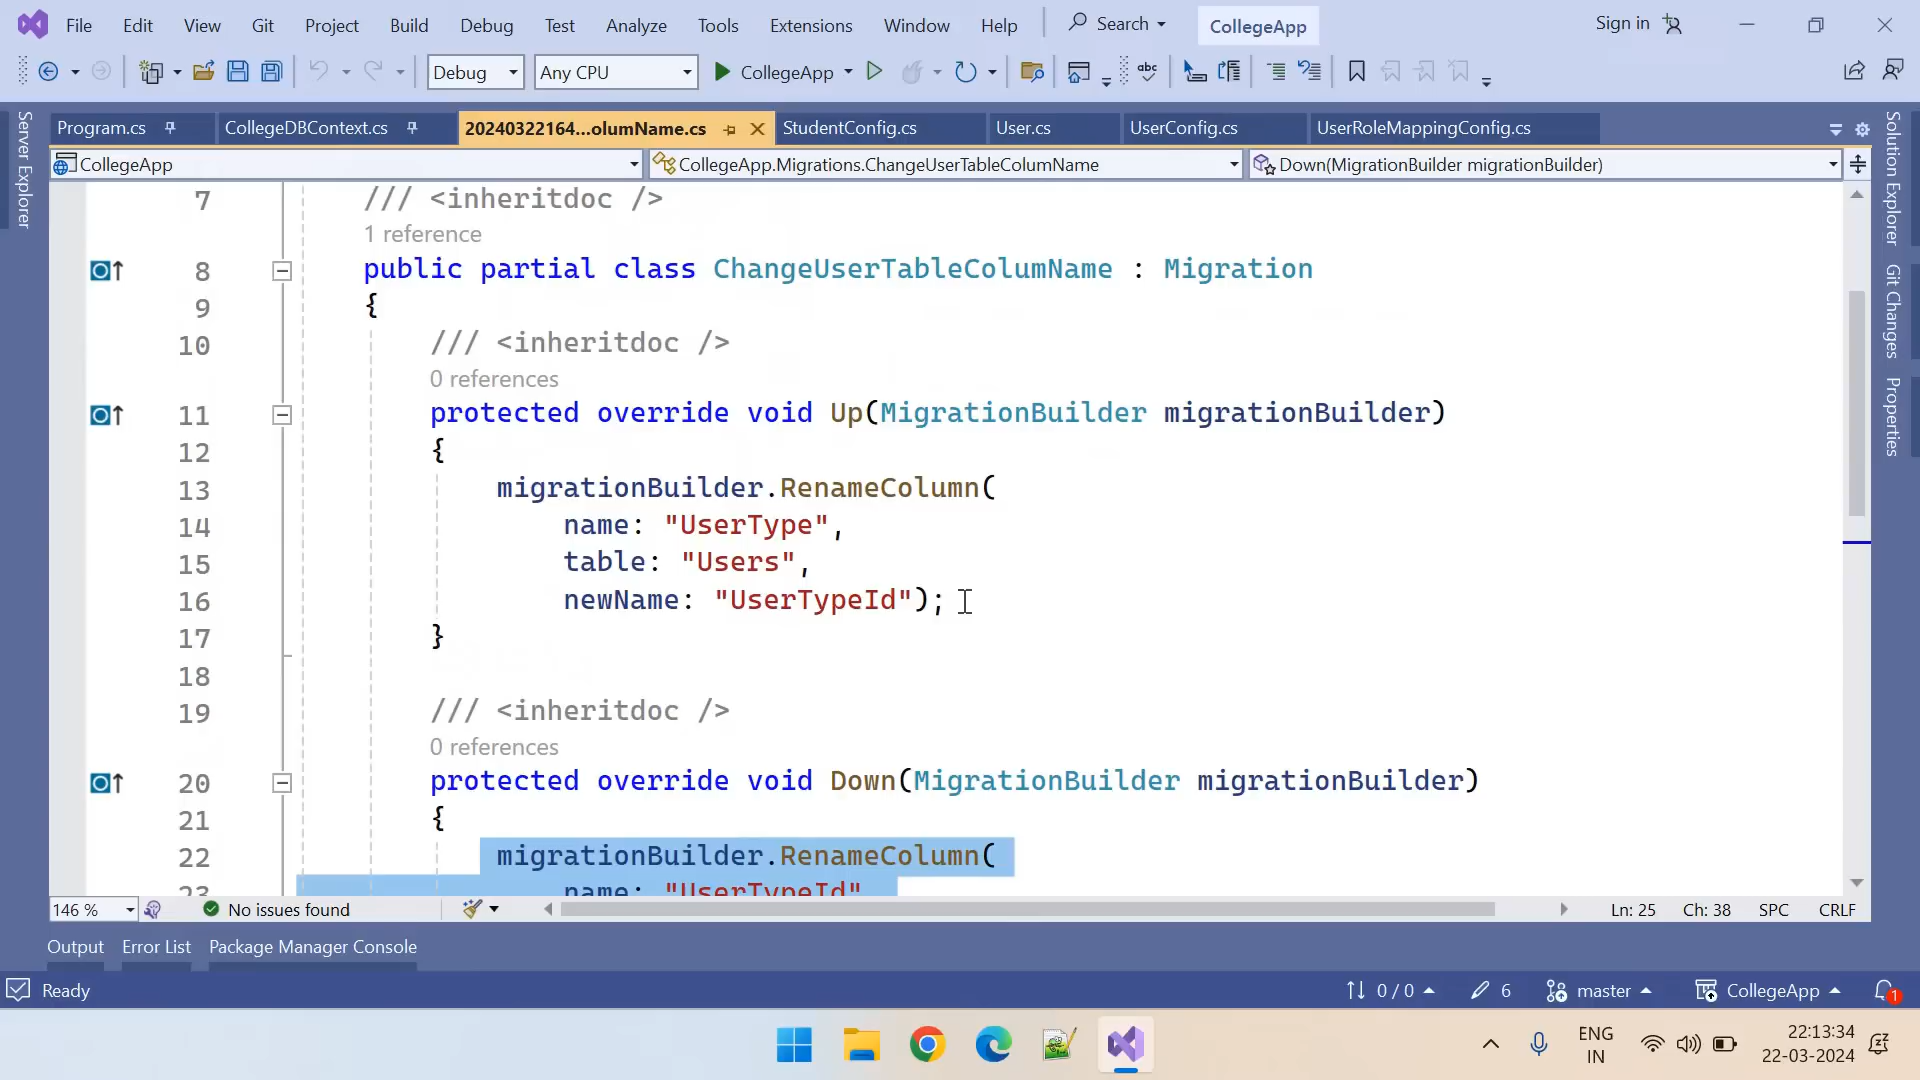 File Edit View Git Project Build Debug Test Analyze Tools Extensions Window Help Search CollegeApp Sign in
Debug Any CPU CollegeApp abc
Program.cs CollegeDBContext.cs 20240322164...olumName.cs StudentConfig.cs User.cs UserConfig.cs UserRoleMappingConfig.cs
CollegeApp CollegeApp.Migrations.ChangeUserTableColumName Down(MigrationBuilder migrationBuilder)
Server Explorer
Solution Explorer
Git Changes
Properties
7 /// <inheritdoc />
1 reference
8 public partial class ChangeUserTableColumName : Migration
9 {
10 /// <inheritdoc />
0 references
11 protected override void Up(MigrationBuilder migrationBuilder)
12 {
13 migrationBuilder.RenameColumn(
14 name: "UserType",
15 table: "Users",
16 newName: "UserTypeId");
17 }
18
19 /// <inheritdoc />
0 references
20 protected override void Down(MigrationBuilder migrationBuilder)
21 {
22 migrationBuilder.RenameColumn(
23 name: "UserTypeId"
146 % No issues found Ln: 25 Ch: 38 SPC CRLF
Output Error List Package Manager Console
Ready 0 / 0 6 master CollegeApp 1
ENG 22:13:34
IN 22-03-2024